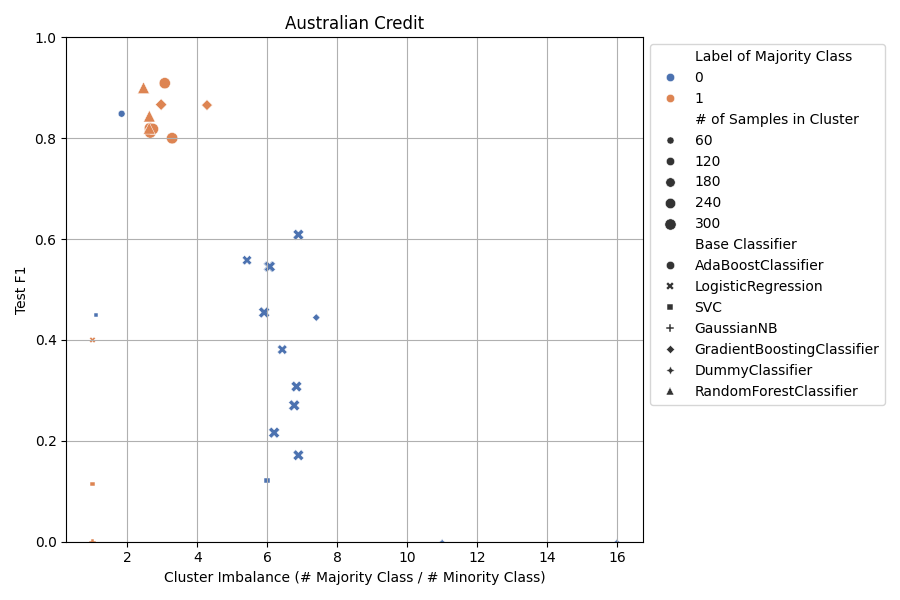 Australian Credit
Test F1
1.0
0.8
0.6
0.4
0.2
0.0
2 4 6 8 10 12 14 16
Cluster Imbalance (# Majority Class / # Minority Class)
Label of Majority Class
0
1
# of Samples in Cluster
60
120
180
240
300
Base Classifier
AdaBoostClassifier
LogisticRegression
SVC
GaussianNB
GradientBoostingClassifier
DummyClassifier
RandomForestClassifier